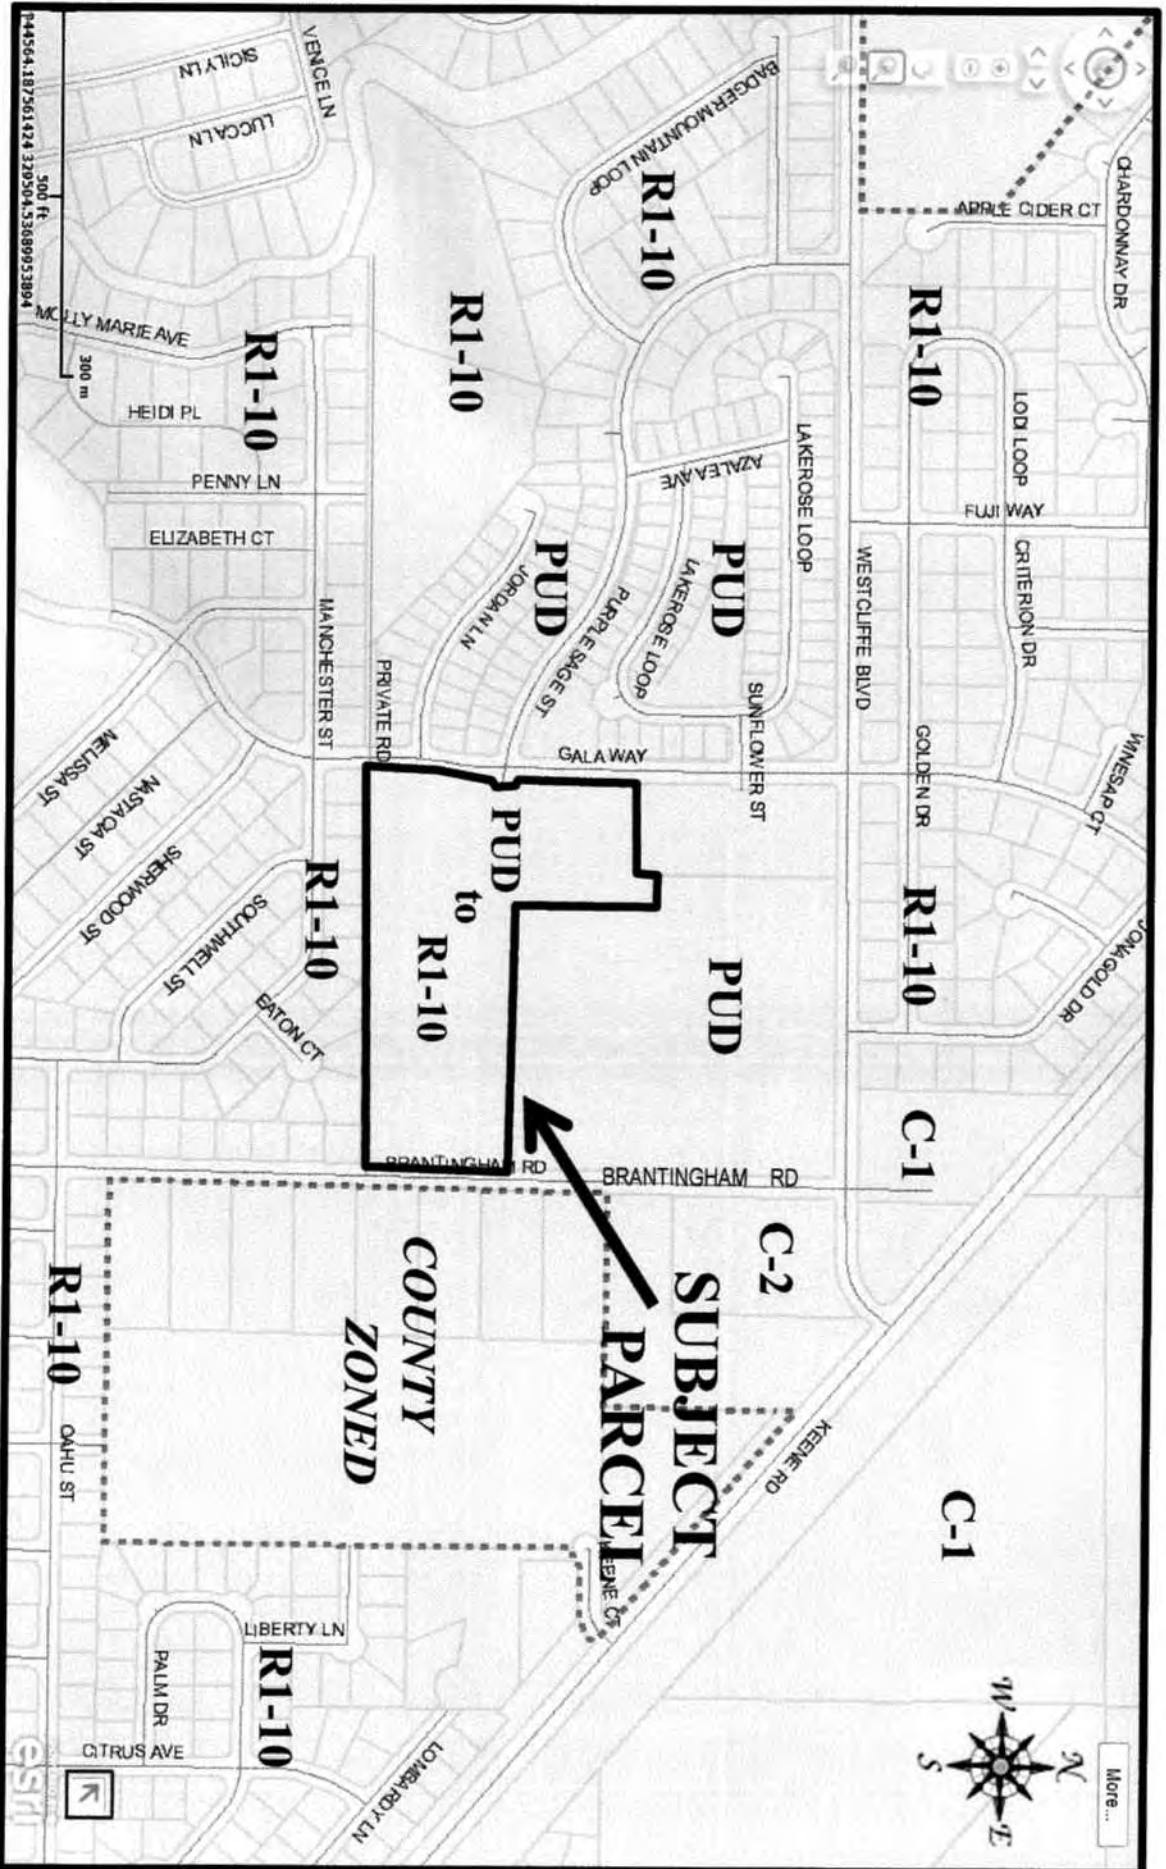 More...
N
W
E
S
CHARDONNAY DR
APPLE CIDER CT
R1-10
LODI LOOP
FUJI WAY
CRITERION DR
WINESAP CT
JONAGOLD DR
GOLDEN DR
R1-10
WESTCLIFFE BLVD
C-1
C-1
KEENE RD
BADGER MOUNTAIN LOOP
R1-10
LAKEROSE LOOP
AZALEA AVE
PUD
LAKEROSE LOOP
SUNFLOWER ST
PURPLE SAGE ST
PUD
JORDAN LN
GALA WAY
PUD
BRANTINGHAM RD
C-2
SUBJECT
PARCEL
KEENE CT
R1-10
PRIVATE RD
PUD
to
R1-10
BRANTINGHAM RD
COUNTY
ZONED
VENICE LN
SICILY LN
LUCCA LN
MOLLY MARIE AVE
R1-10
HEIDI PL
PENNY LN
ELIZABETH CT
MANCHESTER ST
MELISSA ST
NASTACIA ST
SHERWOOD ST
SOUTHWELL ST
R1-10
EATON CT
R1-10
OAHU ST
LIBERTY LN
R1-10
PALM DR
CITRUS AVE
LOMBARDY LN
500 ft
300 m
esri